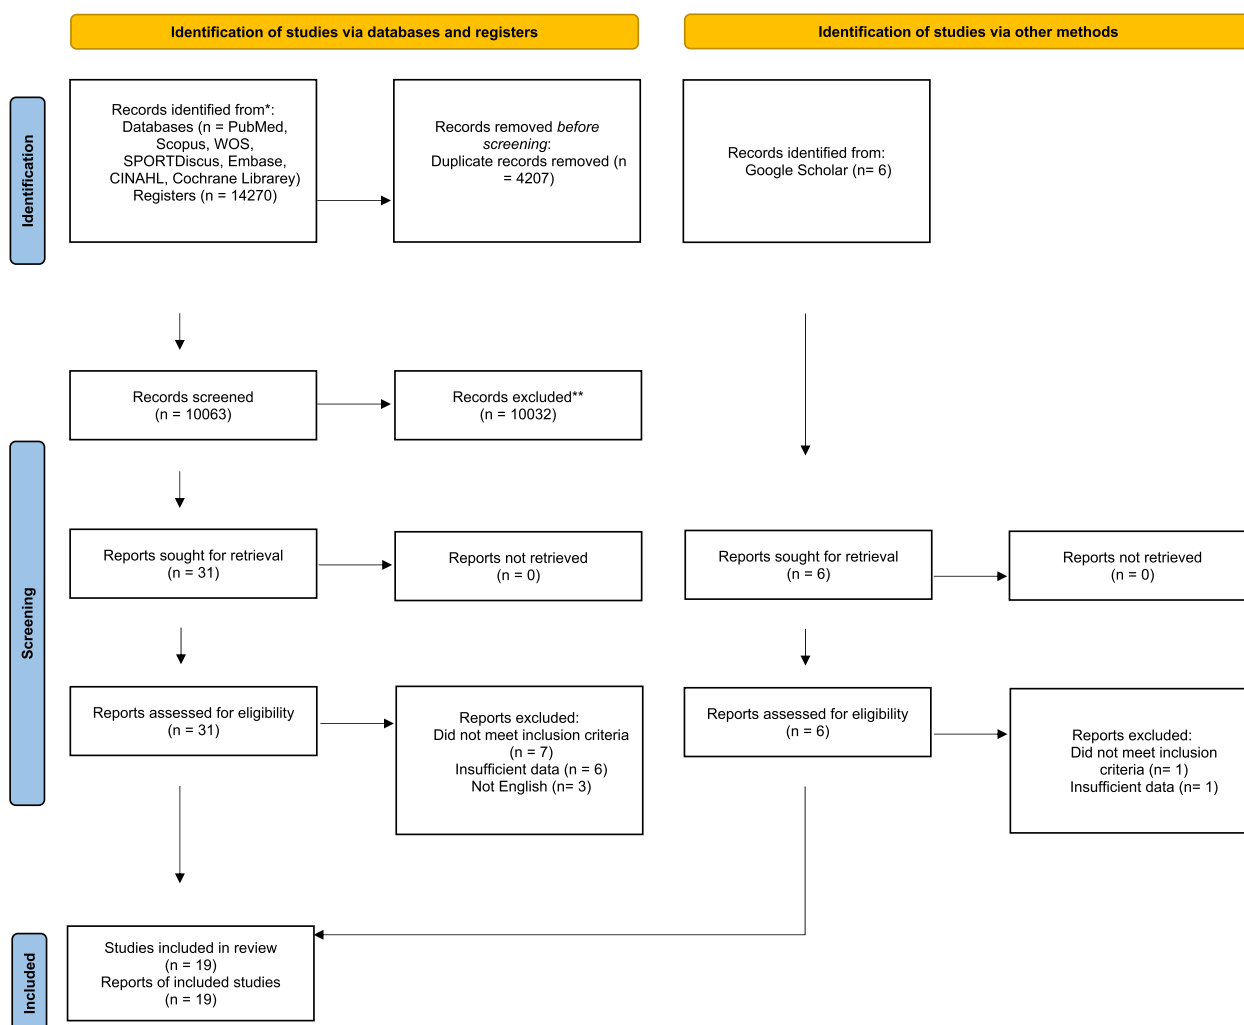 Identification of studies via databases and registers
Identification of studies via other methods
Identification
Records identified from*:
Databases (n = PubMed,
Scopus, WOS,
SPORTDiscus, Embase,
CINAHL, Cochrane Librarey)
Registers (n = 14270)
Records removed before
screening:
Duplicate records removed (n
= 4207)
Records identified from:
Google Scholar (n= 6)
Screening
Records screened
(n = 10063)
Records excluded**
(n = 10032)
Reports sought for retrieval
(n = 31)
Reports not retrieved
(n = 0)
Reports sought for retrieval
(n = 6)
Reports not retrieved
(n = 0)
Reports assessed for eligibility
(n = 31)
Reports excluded:
Did not meet inclusion criteria
(n = 7)
Insufficient data (n = 6)
Not English (n= 3)
Reports assessed for eligibility
(n = 6)
Reports excluded:
Did not meet inclusion
criteria (n= 1)
Insufficient data (n= 1)
Included
Studies included in review
(n = 19)
Reports of included studies
(n = 19)